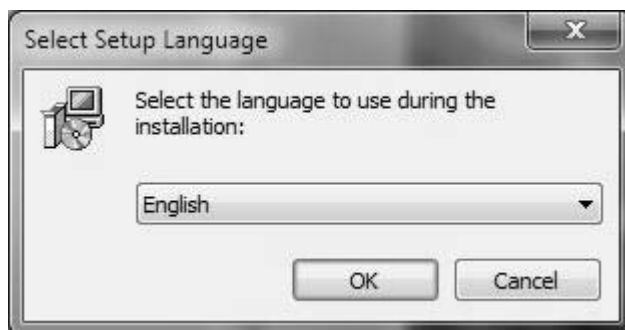 Select Setup Language
Select the language to use during the
installation:
English
OK
Cancel